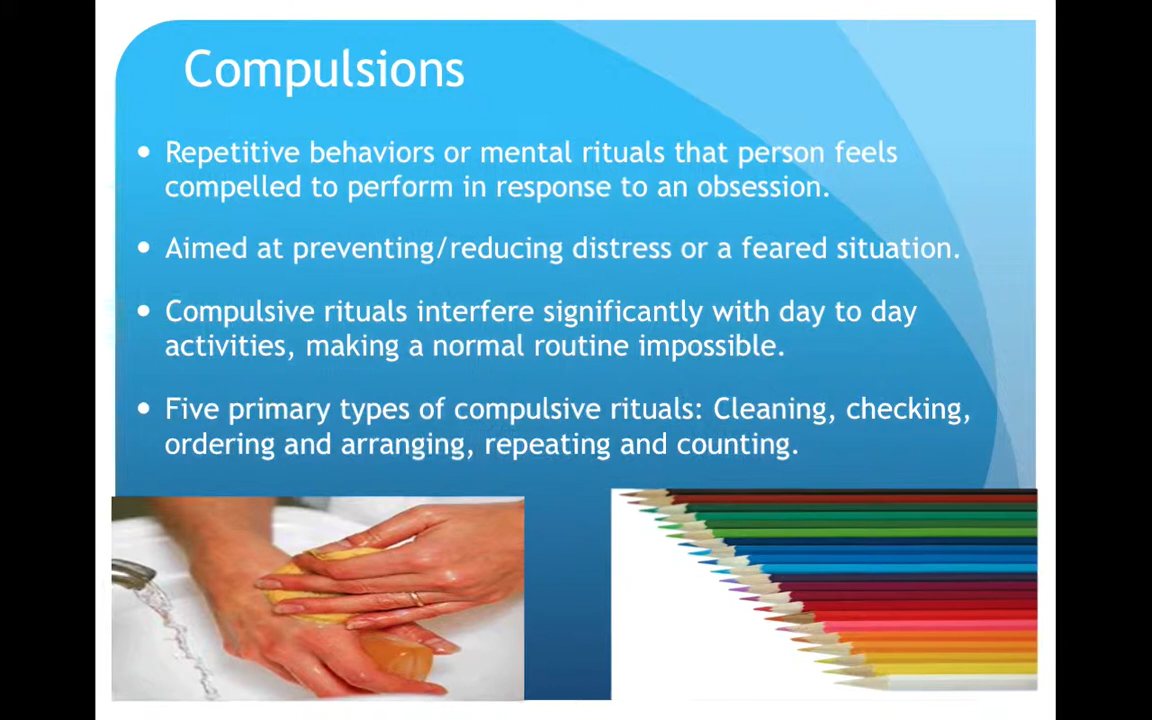 Compulsions
• Repetitive behaviors or mental rituals that person feels
compelled to perform in response to an obsession.
• Aimed at preventing/reducing distress or a feared situation.
• Compulsive rituals interfere significantly with day to day
activities, making a normal routine impossible.
• Five primary types of compulsive rituals: Cleaning, checking,
ordering and arranging, repeating and counting.